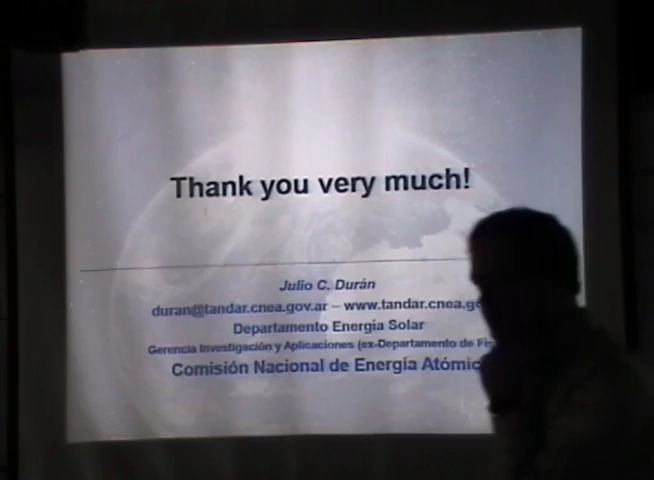 Thank you very much!
Julio C. Durán
duran@tandar.cnea.gov.ar – www.tandar.cnea.go
Departamento Energía Solar
Gerencia Investigación y Aplicaciones (ex-Departamento de
Comisión Nacional de Energía Atómic